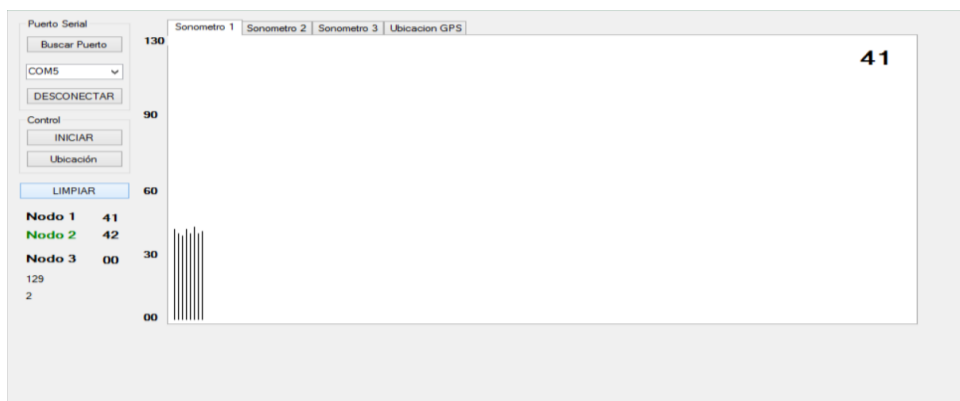 Puerto Serial
Buscar Puerto
COM5
DESCONECTAR
Control
INICIAR
Ubicación
LIMPIAR
Nodo 1 41
Nodo 2 42
Nodo 3 00
129
2
Sonometro 1 Sonometro 2 Sonometro 3 Ubicacion GPS
130
90
60
30
00
41